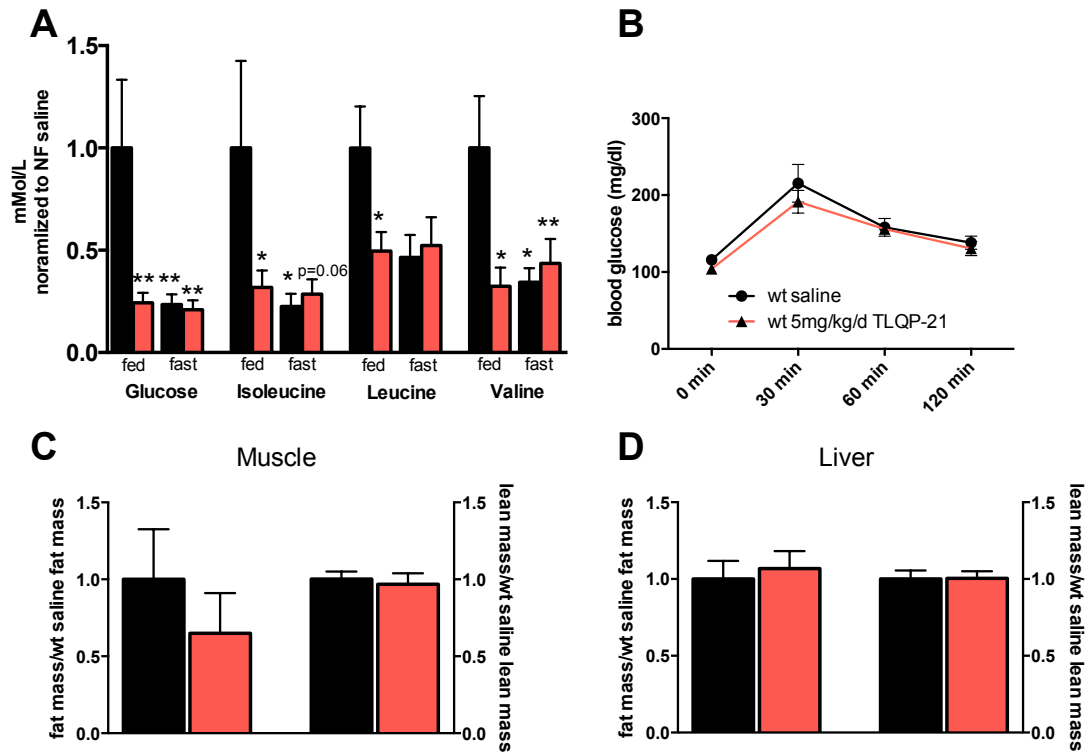 A
mMol/L
noramlized to NF saline
1.5
1.0
0.5
0.0
** ** **
* * p=0.06
*
* * **
fed fast fed fast fed fast fed fast
Glucose Isoleucine Leucine Valine
B
blood glucose (mg/dl)
300
200
100
0
wt saline
wt 5mg/kg/d TLQP-21
0 min 30 min 60 min 120 min
C
Muscle
fat mass/wt saline fat mass
1.5
1.0
0.5
0.0
1.5
1.0
0.5
0.0
lean mass/wt saline lean mass
D
Liver
fat mass/wt saline fat mass
1.5
1.0
0.5
0.0
1.5
1.0
0.5
0.0
lean mass/wt saline lean mass